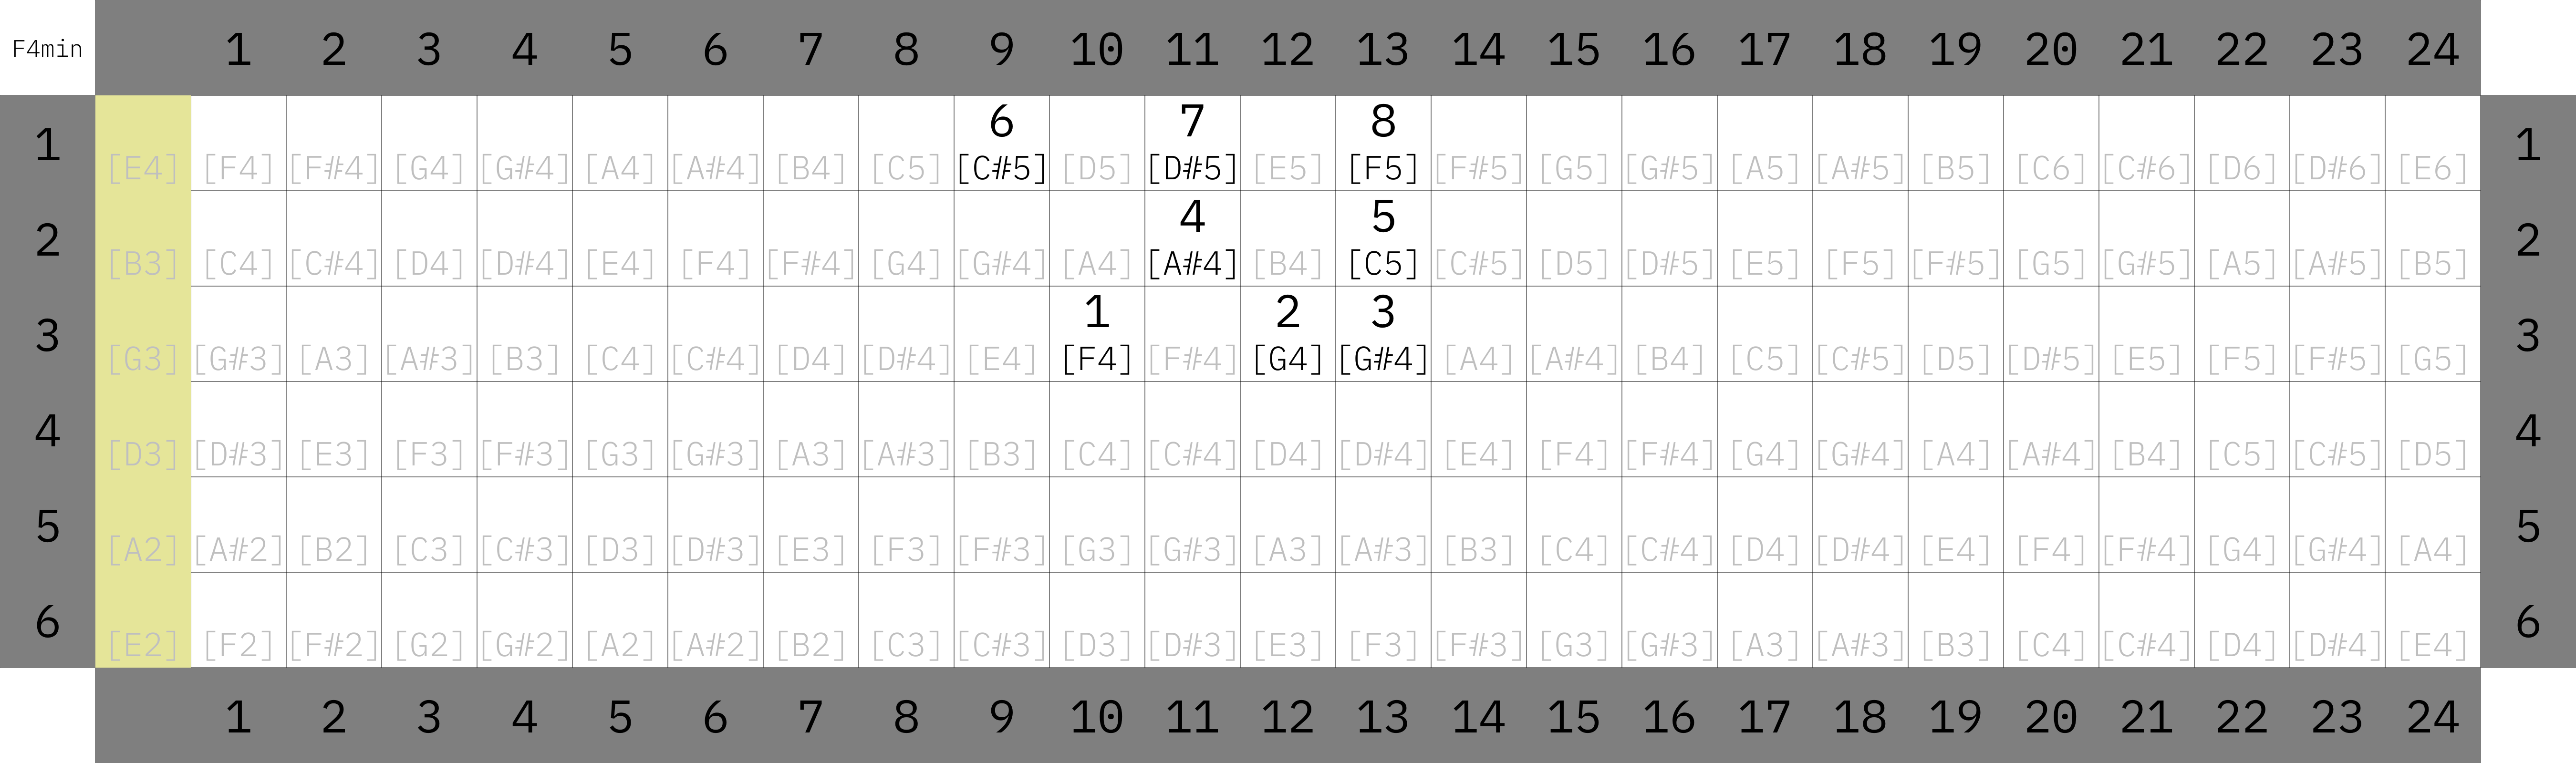 F4min 1 2 3 4 5 6 7 8 9 10 11 12 13 14 15 16 17 18 19 20 21 22 23 24
6 7 8
1 [E4] [F4] [F#4] [G4] [G#4] [A4] [A#4] [B4] [C5] [C#5] [D5] [D#5] [E5] [F5] [F#5] [G5] [G#5] [A5] [A#5] [B5] [C6] [C#6] [D6] [D#6] [E6] 1
4 5
2 [B3] [C4] [C#4] [D4] [D#4] [E4] [F4] [F#4] [G4] [G#4] [A4] [A#4] [B4] [C5] [C#5] [D5] [D#5] [E5] [F5] [F#5] [G5] [G#5] [A5] [A#5] [B5] 2
1 2 3
3 [G3] [G#3] [A3] [A#3] [B3] [C4] [C#4] [D4] [D#4] [E4] [F4] [F#4] [G4] [G#4] [A4] [A#4] [B4] [C5] [C#5] [D5] [D#5] [E5] [F5] [F#5] [G5] 3
4 [D3] [D#3] [E3] [F3] [F#3] [G3] [G#3] [A3] [A#3] [B3] [C4] [C#4] [D4] [D#4] [E4] [F4] [F#4] [G4] [G#4] [A4] [A#4] [B4] [C5] [C#5] [D5] 4
5 [A2] [A#2] [B2] [C3] [C#3] [D3] [D#3] [E3] [F3] [F#3] [G3] [G#3] [A3] [A#3] [B3] [C4] [C#4] [D4] [D#4] [E4] [F4] [F#4] [G4] [G#4] [A4] 5
6 [E2] [F2] [F#2] [G2] [G#2] [A2] [A#2] [B2] [C3] [C#3] [D3] [D#3] [E3] [F3] [F#3] [G3] [G#3] [A3] [A#3] [B3] [C4] [C#4] [D4] [D#4] [E4] 6
1 2 3 4 5 6 7 8 9 10 11 12 13 14 15 16 17 18 19 20 21 22 23 24